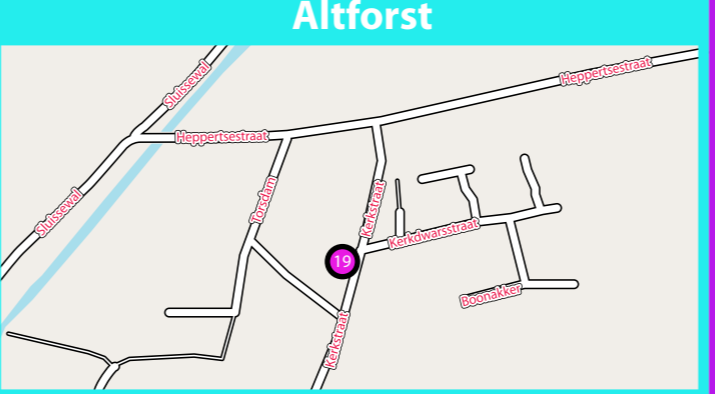 Altforst
Sluissewal
Heppertsestraat
Heppertsestraat
Torsdam
Kerkstraat
Sluissewal
Kerkdwarsstraat
19
Boonakker
Kerkstraat